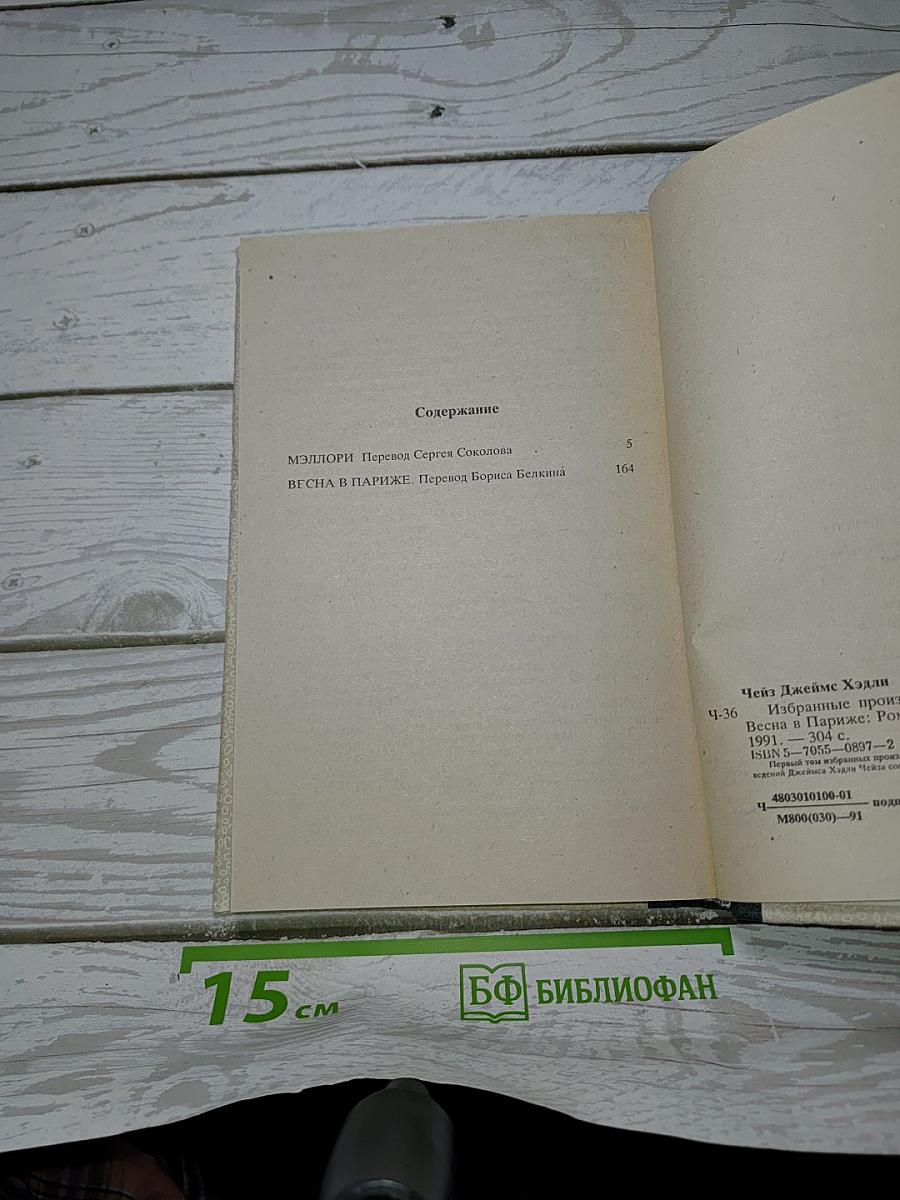 Содержание
МЭЛЛОРИ Перевод Сергея Соколова 5
ВЕСНА В ПАРИЖЕ. Перевод Бориса Белкина 164
Чейз Джеймс Хэдли
Ч-36 Избранные произ
Весна в Париже: Ром
1991. — 304 с.
ISBN 5—7055—0897—2
Первый том избранных произ
ведений Джеймса Хэдли Чейза сос
Ч 4803010100-01
М800(030)—91 подп
15 см
БФ БИБЛИОФАН